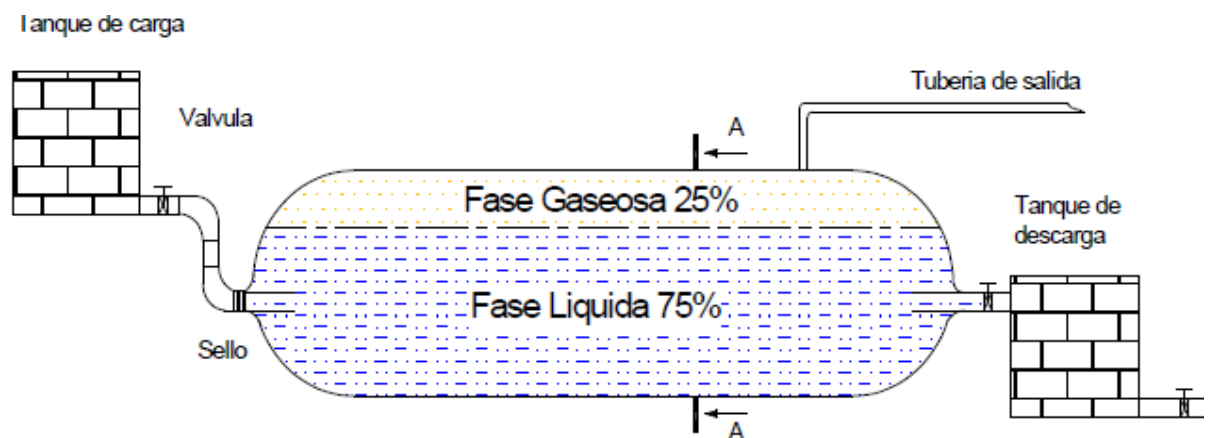 Tanque de carga
Valvula
Tuberia de salida
A
Fase Gaseosa 25%
Tanque de
descarga
Fase Liquida 75%
Sello
A